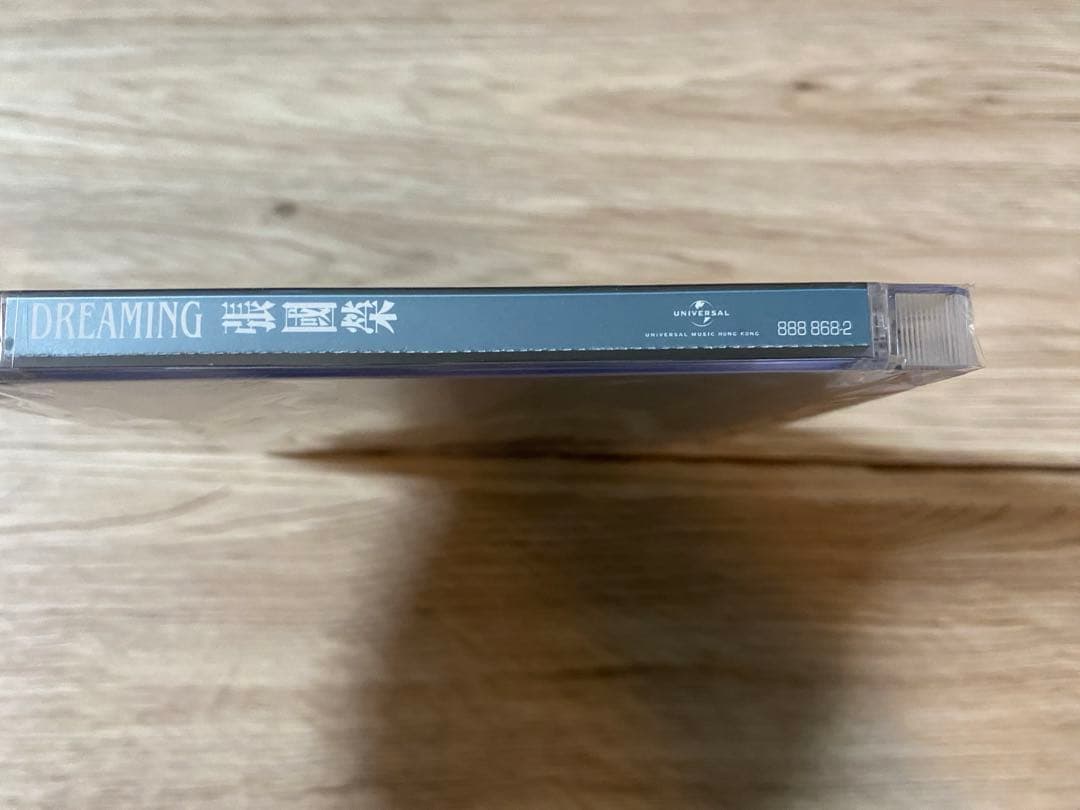 DREAMING 張國榮
UNIVERSAL
UNIVERSAL MUSIC HONG KONG
888 868-2